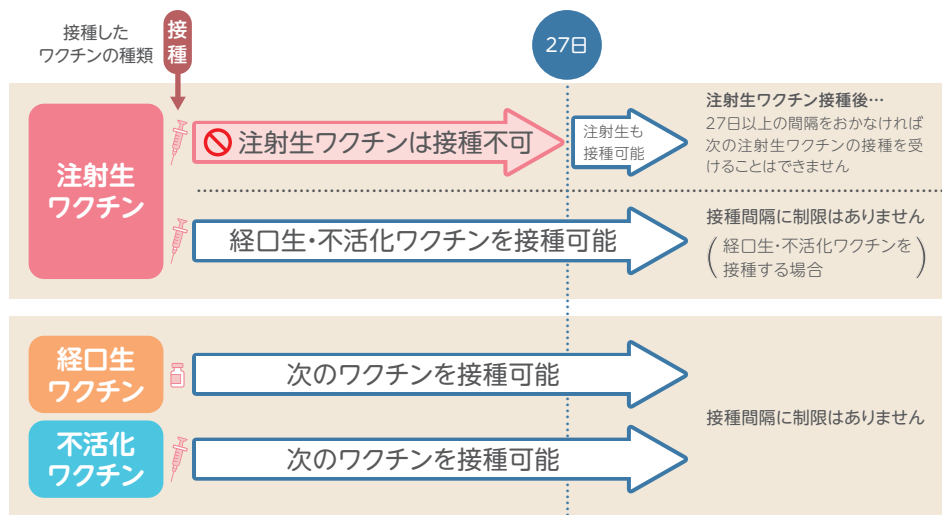 接種した
ワクチンの種類
接種
27日
注射生
ワクチン
注射生ワクチンは接種不可
注射生も
接種可能
注射生ワクチン接種後…
27日以上の間隔をおかなければ
次の注射生ワクチンの接種を受
けることはできません
経口生・不活化ワクチンを接種可能
接種間隔に制限はありません
(経口生・不活化ワクチンを
接種する場合)
経口生
ワクチン
次のワクチンを接種可能
不活化
ワクチン
次のワクチンを接種可能
接種間隔に制限はありません